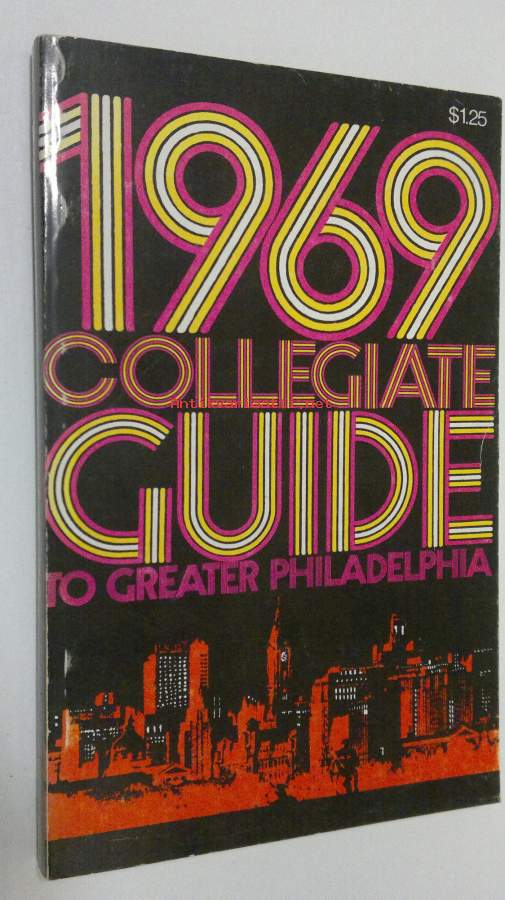 $1.25
1969
COLLEGIATE
GUIDE
TO GREATER PHILADELPHIA